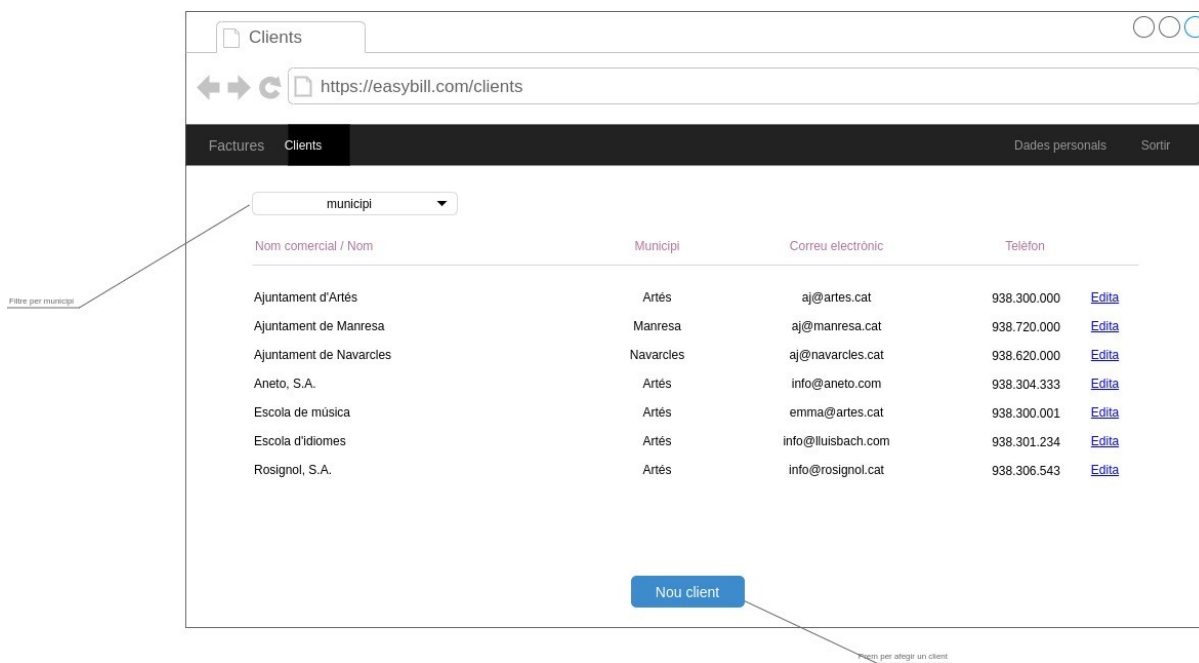 Clients
https://easybill.com/clients
Factures Clients Dades personals Sortir
municipi
Nom comercial / Nom Municipi Correu electrònic Telèfon
Filtre per municipi
Ajuntament d'Artés Artés aj@artes.cat 938.300.000 Edita
Ajuntament de Manresa Manresa aj@manresa.cat 938.720.000 Edita
Ajuntament de Navarcles Navarcles aj@navarcles.cat 938.620.000 Edita
Aneto, S.A. Artés info@aneto.com 938.304.333 Edita
Escola de música Artés emma@artes.cat 938.300.001 Edita
Escola d'idiomes Artés info@lluisbach.com 938.301.234 Edita
Rosignol, S.A. Artés info@rosignol.cat 938.306.543 Edita
Nou client
Prem per afegir un client